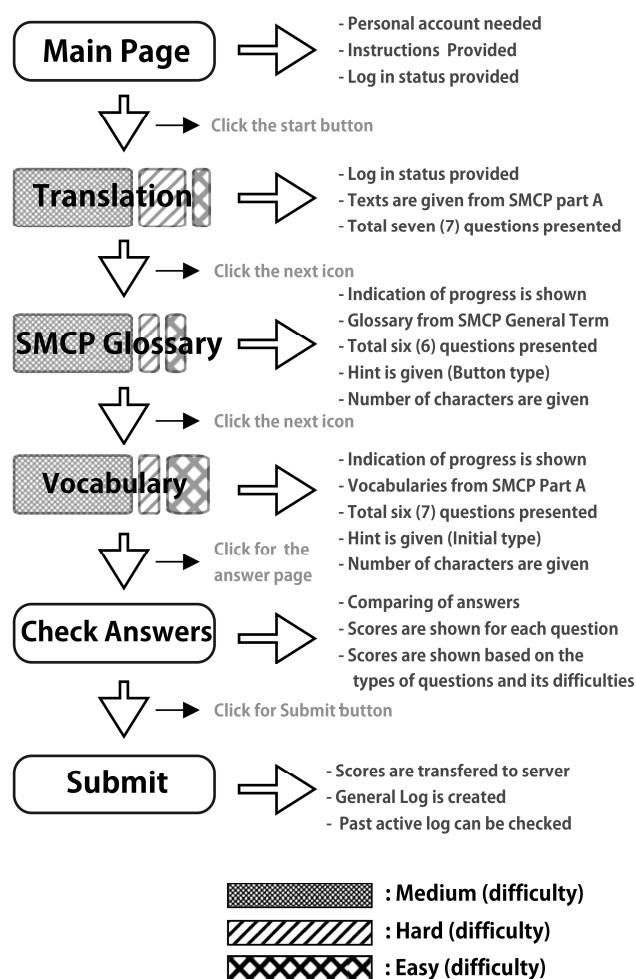 Main Page
- Personal account needed
- Instructions Provided
- Log in status provided
Click the start button
Translation
- Log in status provided
- Texts are given from SMCP part A
- Total seven (7) questions presented
Click the next icon
SMCP Glossary
- Indication of progress is shown
- Glossary from SMCP General Term
- Total six (6) questions presented
- Hint is given (Button type)
- Number of characters are given
Click the next icon
Vocabulary
- Indication of progress is shown
- Vocabularies from SMCP Part A
- Total six (7) questions presented
- Hint is given (Initial type)
- Number of characters are given
Click for the
answer page
Check Answers
- Comparing of answers
- Scores are shown for each question
- Scores are shown based on the
types of questions and its difficulties
Click for Submit button
Submit
- Scores are transfered to server
- General Log is created
- Past active log can be checked
: Medium (difficulty)
: Hard (difficulty)
: Easy (difficulty)